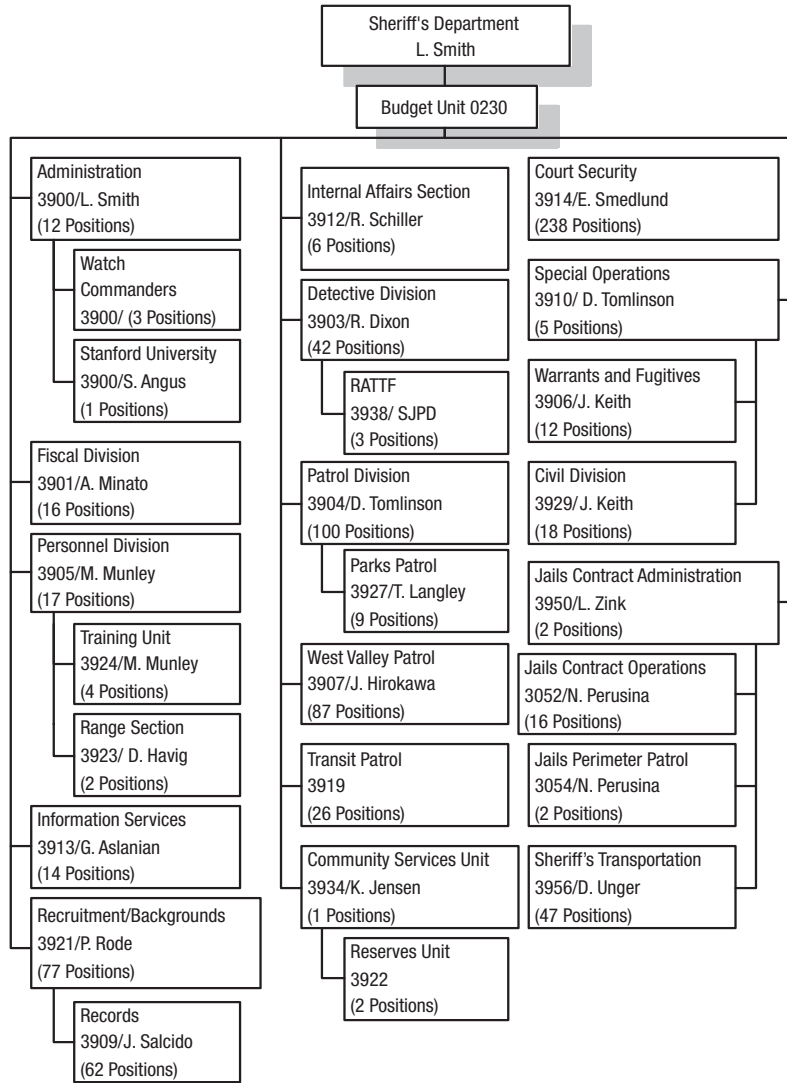 Sheriff's Department
L. Smith
Budget Unit 0230
Administration
3900/L. Smith
(12 Positions)
Watch
Commanders
3900/ (3 Positions)
Stanford University
3900/S. Angus
(1 Positions)
Fiscal Division
3901/A. Minato
(16 Positions)
Personnel Division
3905/M. Munley
(17 Positions)
Training Unit
3924/M. Munley
(4 Positions)
Range Section
3923/ D. Havig
(2 Positions)
Information Services
3913/G. Aslanian
(14 Positions)
Recruitment/Backgrounds
3921/P. Rode
(77 Positions)
Records
3909/J. Salcido
(62 Positions)
Internal Affairs Section
3912/R. Schiller
(6 Positions)
Detective Division
3903/R. Dixon
(42 Positions)
RATTF
3938/ SJPD
(3 Positions)
Patrol Division
3904/D. Tomlinson
(100 Positions)
Parks Patrol
3927/T. Langley
(9 Positions)
West Valley Patrol
3907/J. Hirokawa
(87 Positions)
Transit Patrol
3919
(26 Positions)
Community Services Unit
3934/K. Jensen
(1 Positions)
Reserves Unit
3922
(2 Positions)
Court Security
3914/E. Smedlund
(238 Positions)
Special Operations
3910/ D. Tomlinson
(5 Positions)
Warrants and Fugitives
3906/J. Keith
(12 Positions)
Civil Division
3929/J. Keith
(18 Positions)
Jails Contract Administration
3950/L. Zink
(2 Positions)
Jails Contract Operations
3052/N. Perusina
(16 Positions)
Jails Perimeter Patrol
3054/N. Perusina
(2 Positions)
Sheriff's Transportation
3956/D. Unger
(47 Positions)